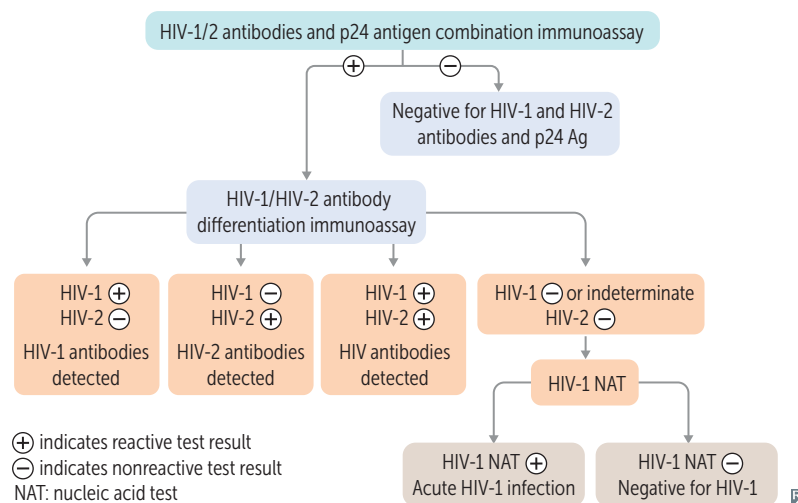 HIV-1/2 antibodies and p24 antigen combination immunoassay
⊕ ⊖
Negative for HIV-1 and HIV-2
antibodies and p24 Ag
HIV-1/HIV-2 antibody
differentiation immunoassay
HIV-1 ⊕
HIV-2 ⊖
HIV-1 antibodies
detected
HIV-1 ⊖
HIV-2 ⊕
HIV-2 antibodies
detected
HIV-1 ⊕
HIV-2 ⊕
HIV antibodies
detected
HIV-1 ⊖ or indeterminate
HIV-2 ⊖
HIV-1 NAT
HIV-1 NAT ⊕
Acute HIV-1 infection
HIV-1 NAT ⊖
Negative for HIV-1
⊕ indicates reactive test result
⊖ indicates nonreactive test result
NAT: nucleic acid test